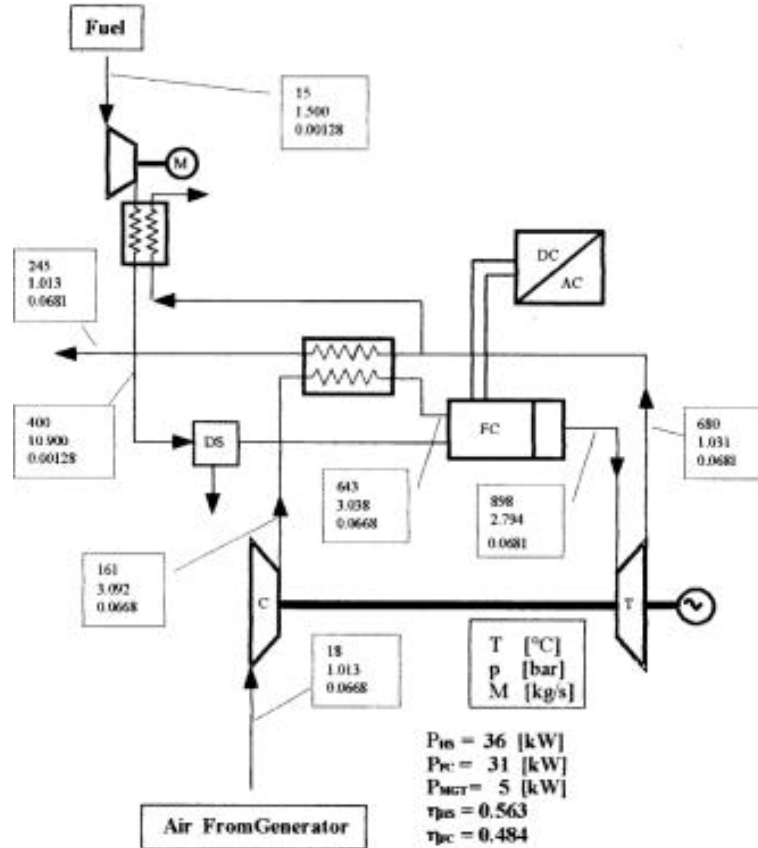 Fuel
15
1.500
0.00128
M
DC
AC
245
1.013
0.0681
400
10.900
0.00128
DS
FC
680
1.031
0.0681
643
3.038
0.0668
898
2.794
0.0681
161
3.092
0.0668
C
T
18
1.013
0.0668
T [°C]
p [bar]
M [kg/s]
PHS = 36 [kW]
PFC = 31 [kW]
PMGT= 5 [kW]
ηHS = 0.563
ηFC = 0.484
Air FromGenerator